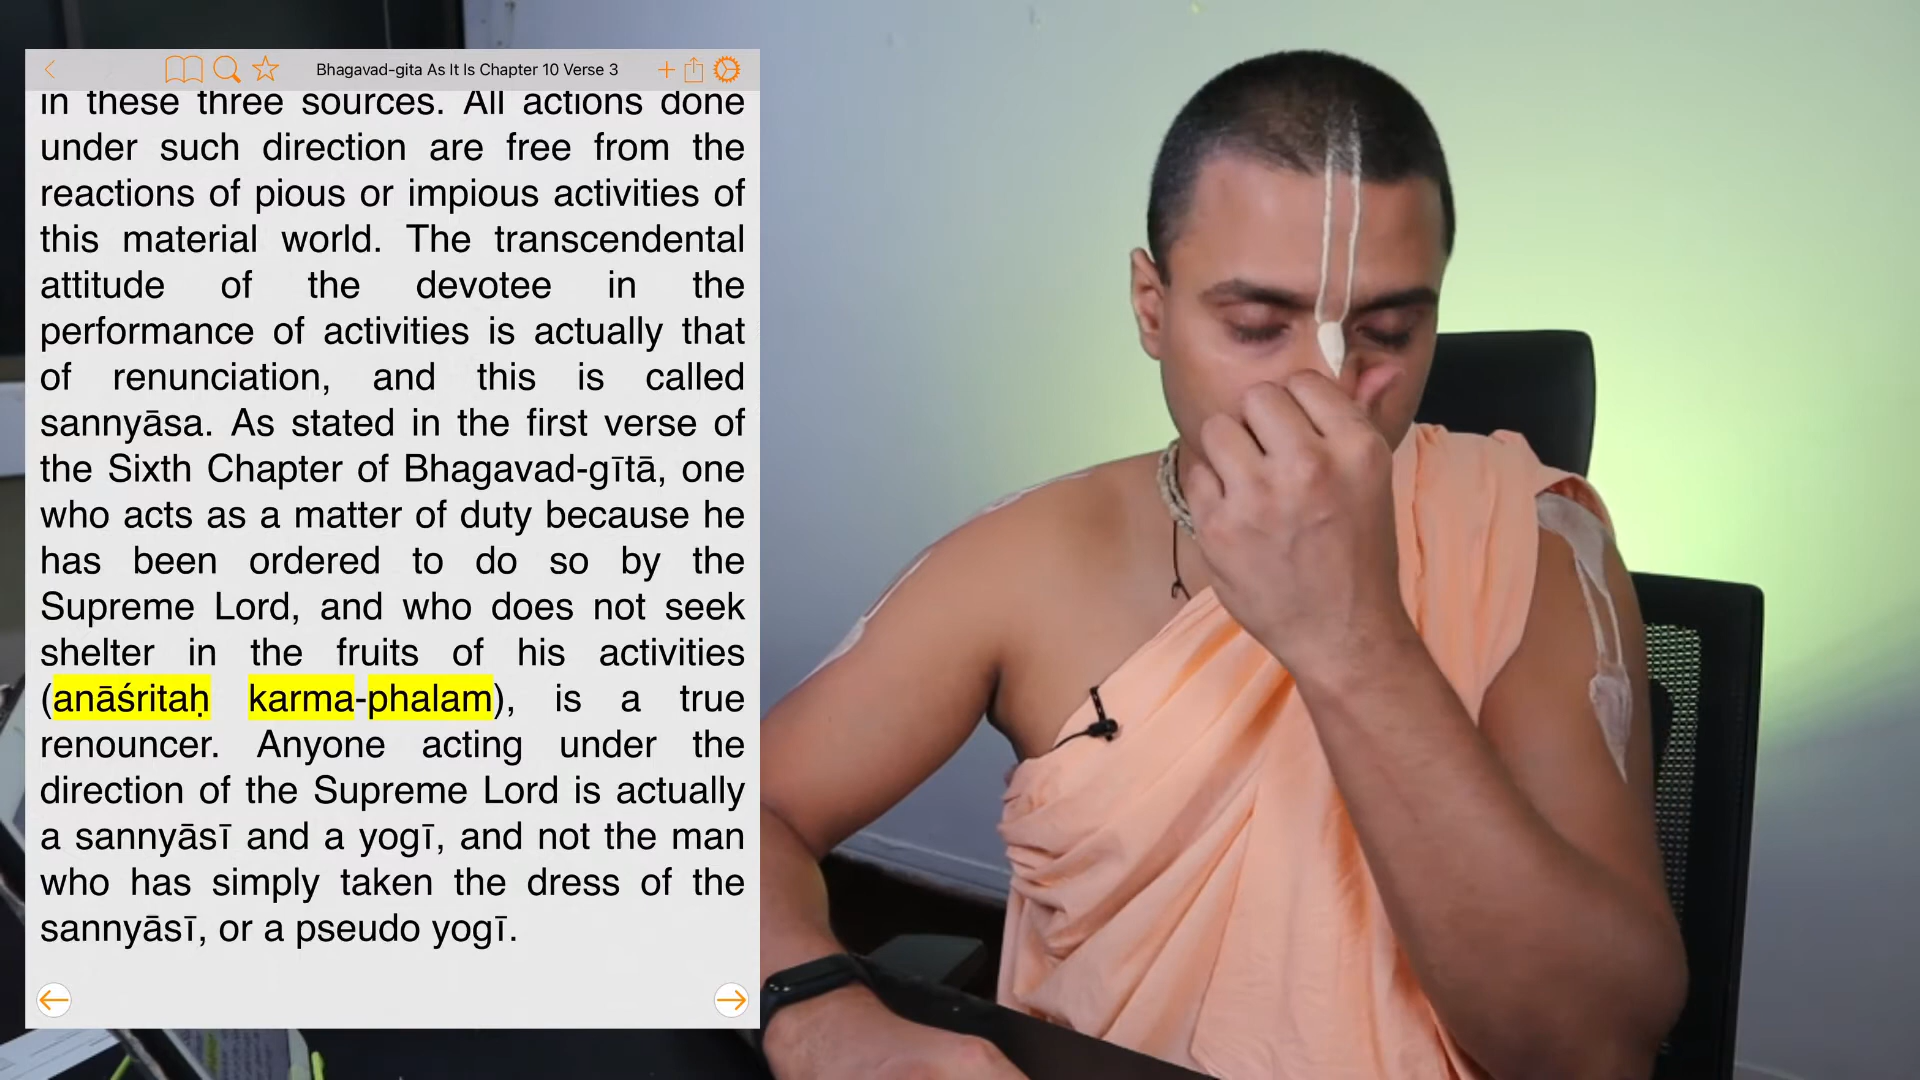 Bhagavad-gita As It Is Chapter 10 Verse 3
in these three sources. All actions done
under such direction are free from the
reactions of pious or impious activities of
this material world. The transcendental
attitude of the devotee in the
performance of activities is actually that
of renunciation, and this is called
sannyāsa. As stated in the first verse of
the Sixth Chapter of Bhagavad-gītā, one
who acts as a matter of duty because he
has been ordered to do so by the
Supreme Lord, and who does not seek
shelter in the fruits of his activities
(anāśritaḥ karma-phalam), is a true
renouncer. Anyone acting under the
direction of the Supreme Lord is actually
a sannyāsī and a yogī, and not the man
who has simply taken the dress of the
sannyāsī, or a pseudo yogī.